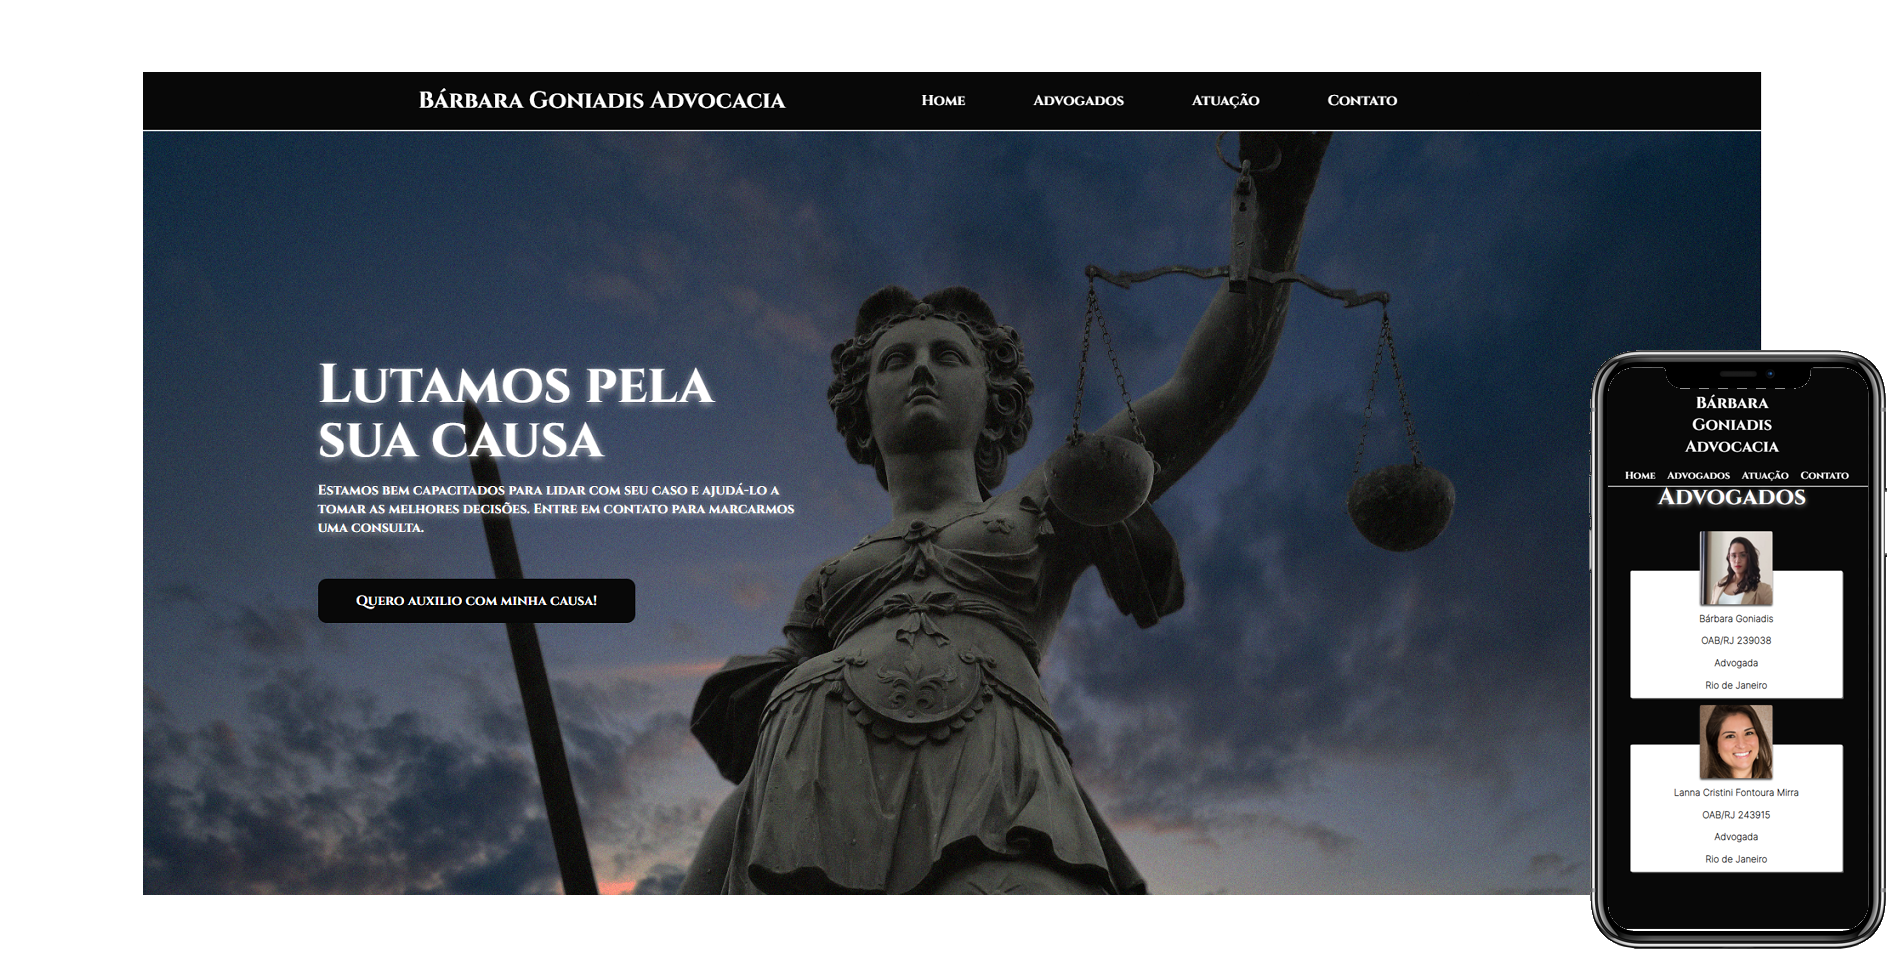 Bárbara Goniadis Advocacia
Home
Advogados
Atuação
Contato
Lutamos pela
sua causa
Estamos bem capacitados para lidar com seu caso e ajudá-lo a
tomar as melhores decisões. Entre em contato para marcarmos
uma consulta.
Quero auxilio com minha causa!
Bárbara
Goniadis
Advocacia
Home Advogados Atuação Contato
Advogados
Bárbara Goniadis
OAB/RJ 239038
Advogada
Rio de Janeiro
Lanna Cristini Fontoura Mirra
OAB/RJ 243915
Advogada
Rio de Janeiro